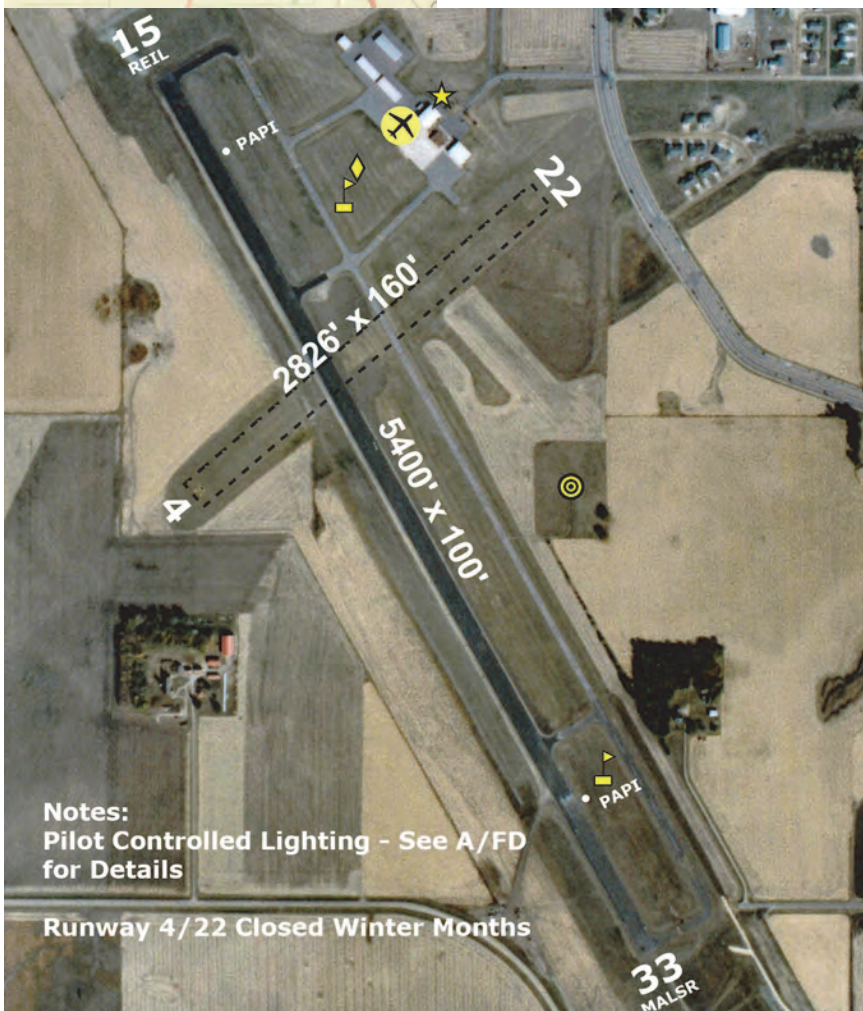 15
REIL
PAPI
22
2826' x 160'
5400' x 100'
4
PAPI
Notes:
Pilot Controlled Lighting - See A/FD
for Details
Runway 4/22 Closed Winter Months
33
MALSR